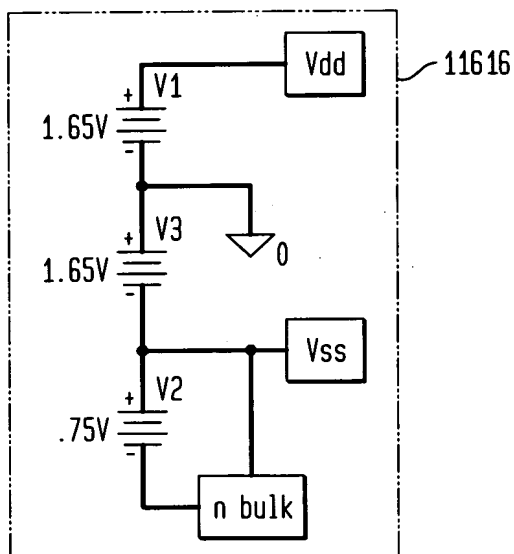 Vdd
11616
+ V1
1.65V
-
0
+ V3
1.65V
-
Vss
+ V2
.75V
-
n bulk